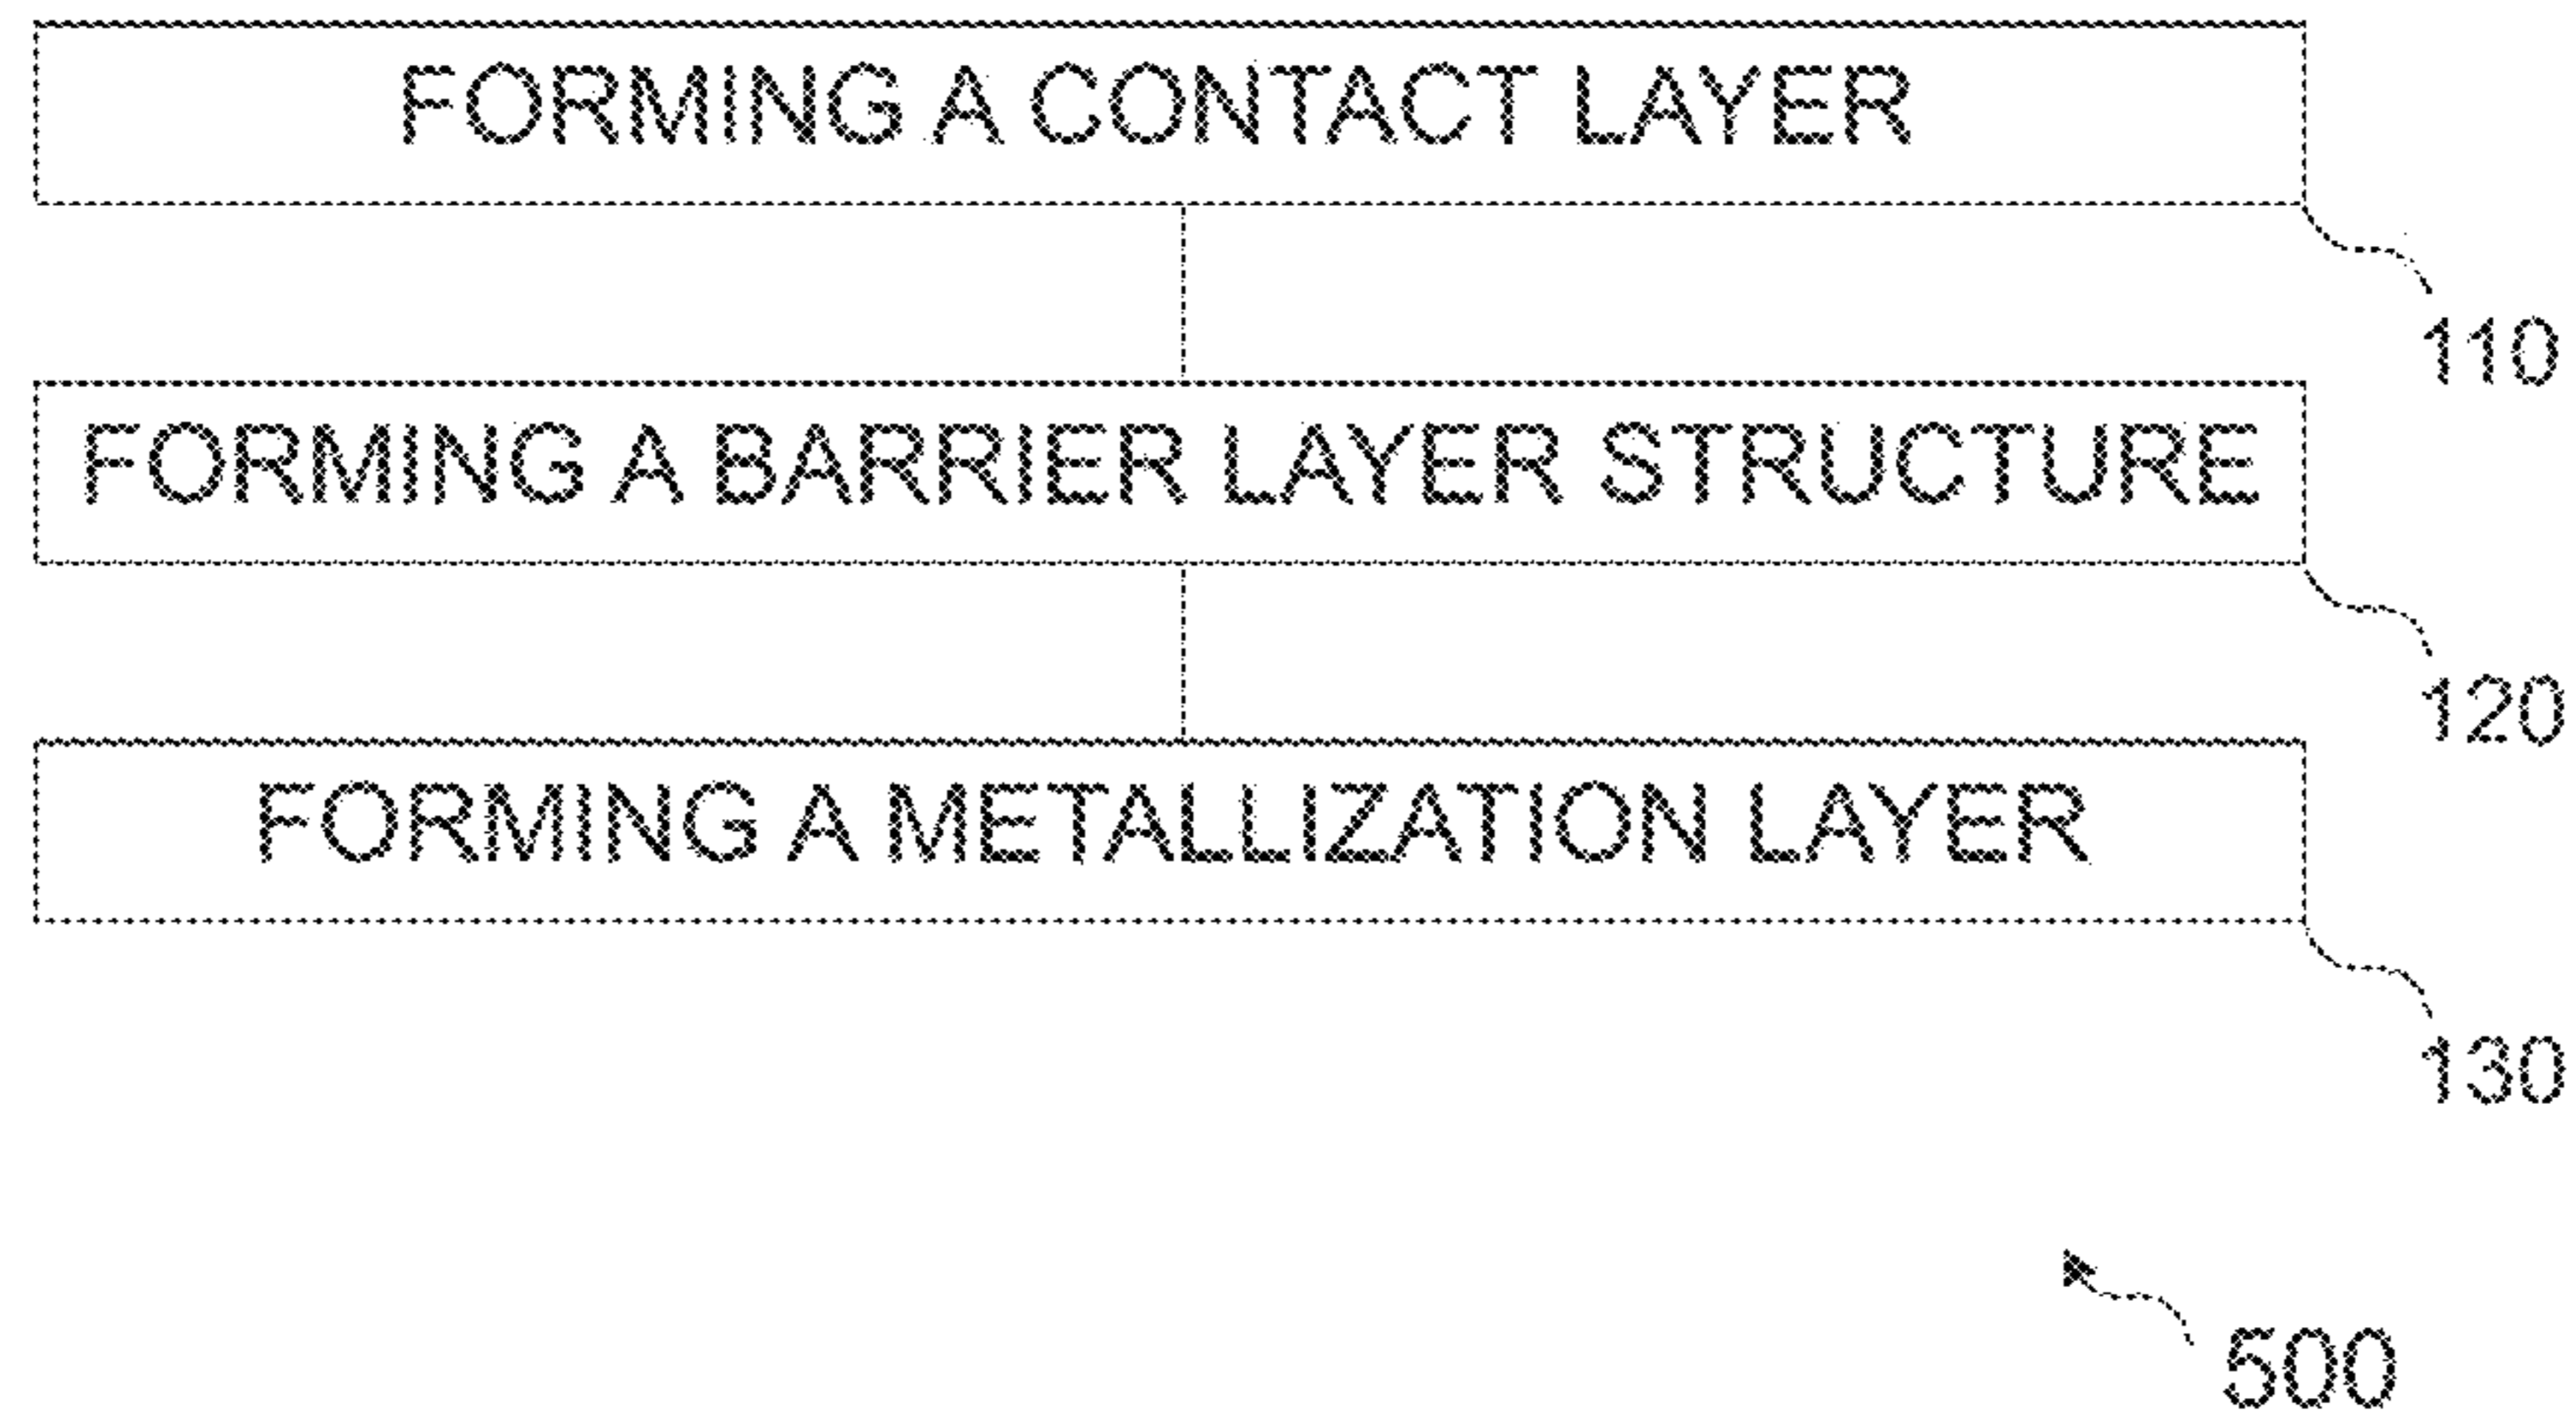 FORMING A CONTACT LAYER
110
FORMING A BARRIER LAYER STRUCTURE
120
FORMING A METALLIZATION LAYER
130
500